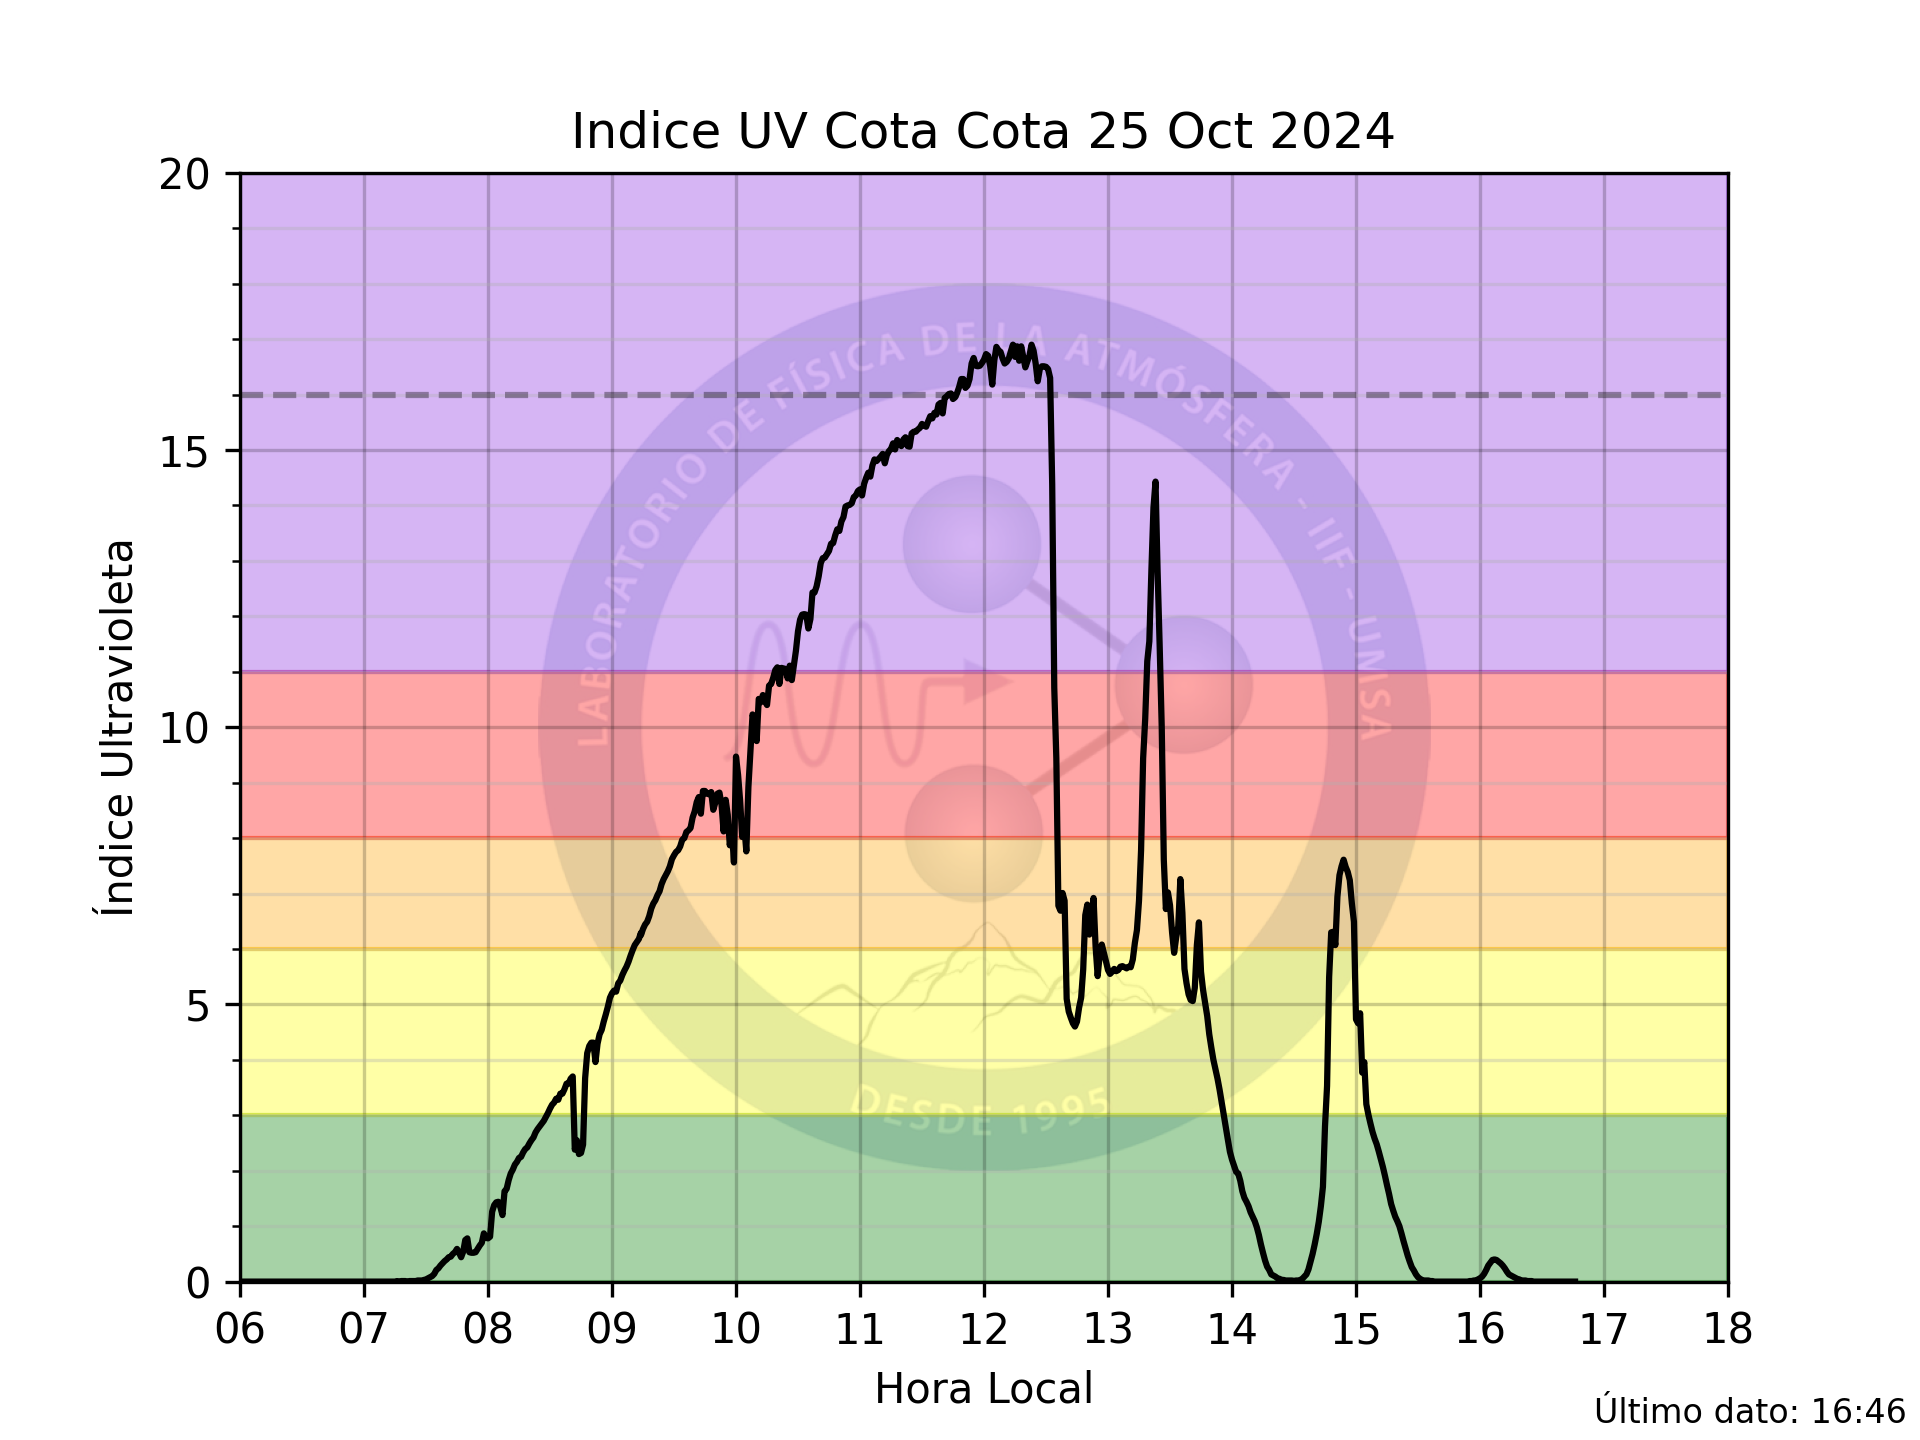 Indice UV Cota Cota 25 Oct 2024
20
15
10
5
0
Índice Ultravioleta
LABORATORIO DE FÍSICA DE LA ATMÓSFERA - IIF - UMSA
DESDE 1995
06 07 08 09 10 11 12 13 14 15 16 17 18
Hora Local
Último dato: 16:46